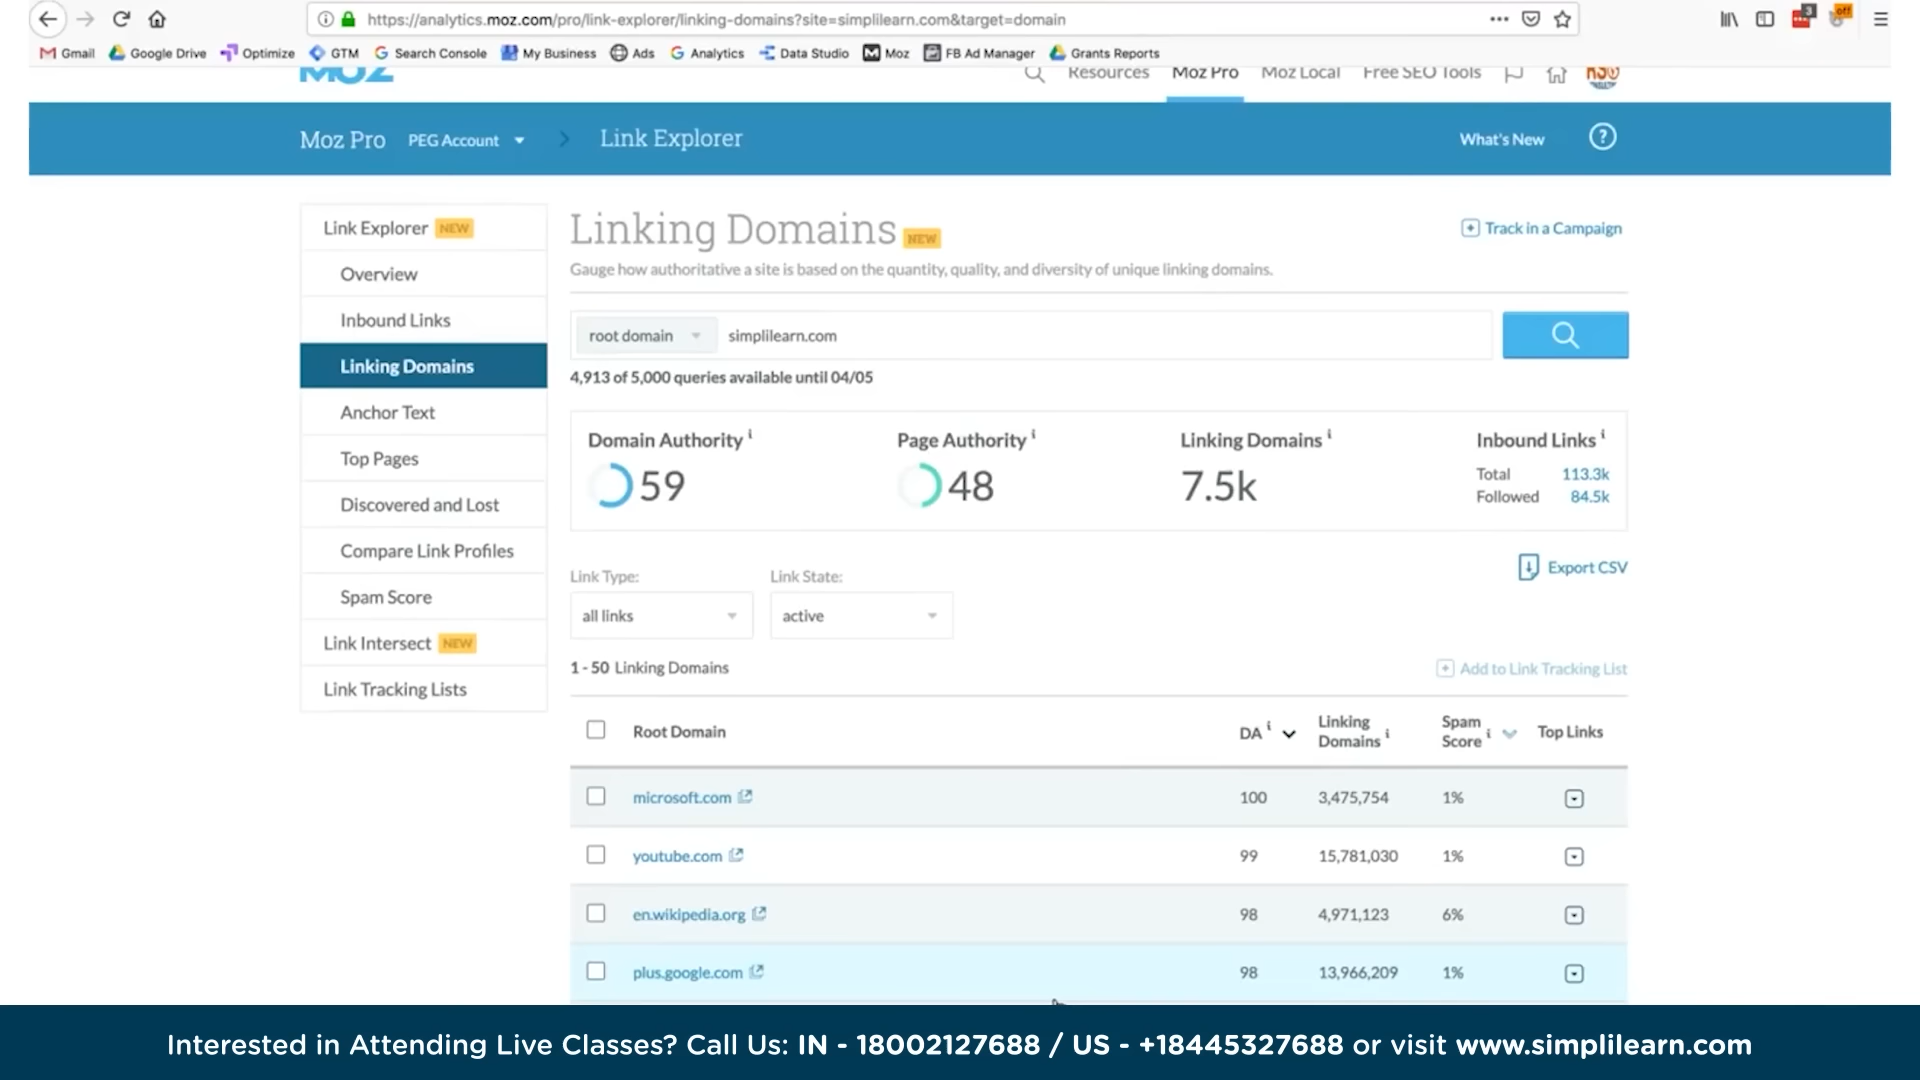 https://analytics.moz.com/pro/link-explorer/linking-domains?site=simplilearn.com&target=domain
3
off
Gmail Google Drive Optimize GTM Search Console My Business Ads Analytics Data Studio Moz FB Ad Manager Grants Reports
MOZ
Resources Moz Pro Moz Local Free SEO Tools
Moz Pro PEG Account Link Explorer What's New ?
Link Explorer NEW
Overview
Inbound Links
Linking Domains
Anchor Text
Top Pages
Discovered and Lost
Compare Link Profiles
Spam Score
Link Intersect NEW
Link Tracking Lists
Linking Domains NEW
Track in a Campaign
Gauge how authoritative a site is based on the quantity, quality, and diversity of unique linking domains.
root domain simplilearn.com
4,913 of 5,000 queries available until 04/05
Domain Authority i Page Authority i Linking Domains i Inbound Links i
59 48 7.5k
Total 113.3k
Followed 84.5k
Export CSV
Link Type: Link State:
all links active
1 - 50 Linking Domains
Add to Link Tracking List
Root Domain DA i Linking Domains i Spam Score i Top Links
microsoft.com 100 3,475,754 1%
youtube.com 99 15,781,030 1%
en.wikipedia.org 98 4,971,123 6%
plus.google.com 98 13,966,209 1%
Interested in Attending Live Classes? Call Us: IN - 18002127688 / US - +18445327688 or visit www.simplilearn.com